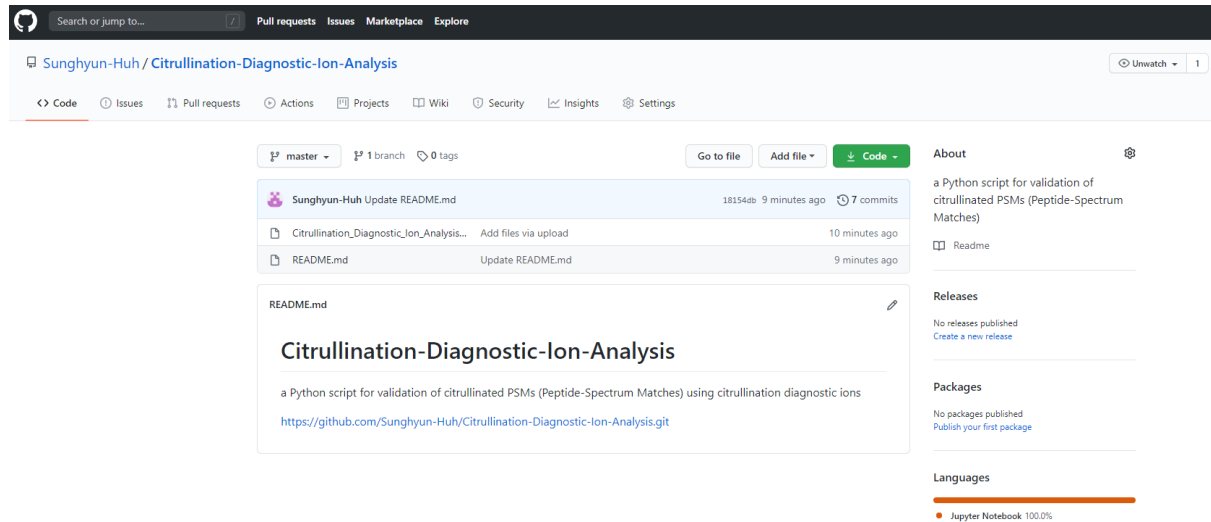 Search or jump to... / Pull requests Issues Marketplace Explore
Sunghyun-Huh / Citrullination-Diagnostic-Ion-Analysis
Unwatch 1
Code Issues Pull requests Actions Projects Wiki Security Insights Settings
master 1 branch 0 tags Go to file Add file Code
Sunghyun-Huh Update README.md 18154db 9 minutes ago 7 commits
Citrullination_Diagnostic_Ion_Analysis... Add files via upload 10 minutes ago
README.md Update README.md 9 minutes ago
README.md
Citrullination-Diagnostic-Ion-Analysis
a Python script for validation of citrullinated PSMs (Peptide-Spectrum Matches) using citrullination diagnostic ions
https://github.com/Sunghyun-Huh/Citrullination-Diagnostic-Ion-Analysis.git
About
a Python script for validation of
citrullinated PSMs (Peptide-Spectrum
Matches)
Readme
Releases
No releases published
Create a new release
Packages
No packages published
Publish your first package
Languages
Jupyter Notebook 100.0%